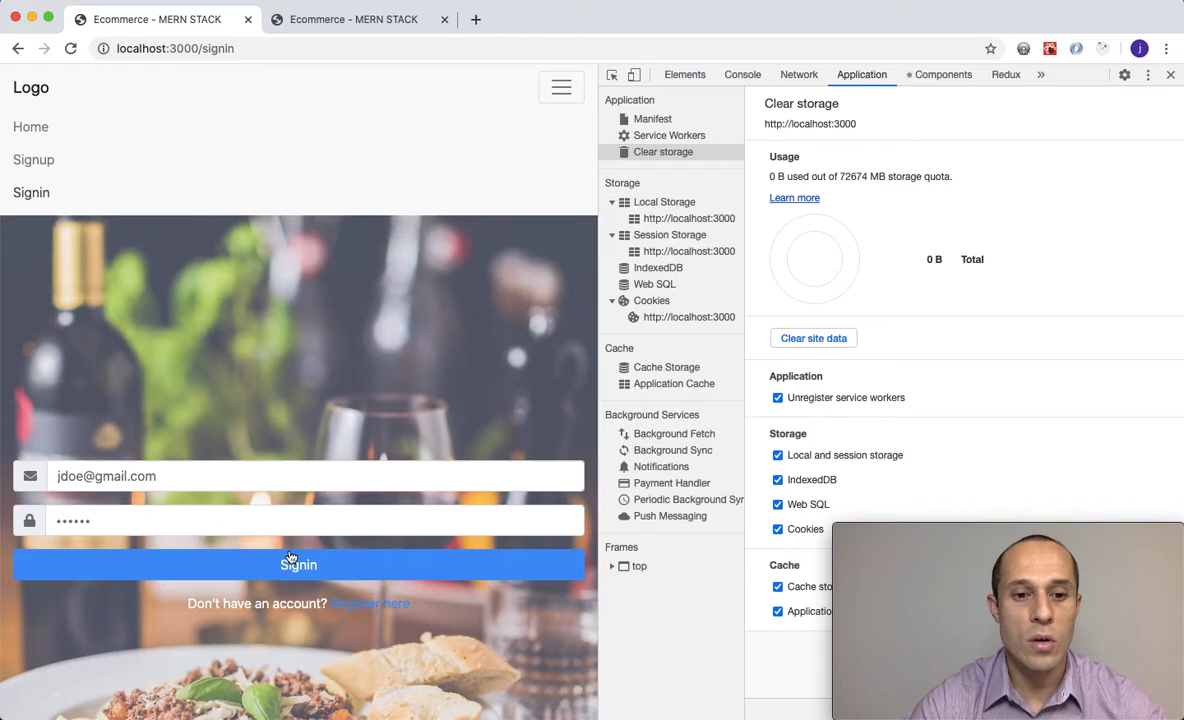 Ecommerce - MERN STACK
Ecommerce - MERN STACK
localhost:3000/signin
j
Logo
Home
Signup
Signin
jdoe@gmail.com
••••••
Signin
Don't have an account? Register here
Elements Console Network Application Components Redux »
Application
Manifest
Service Workers
Clear storage
Storage
Local Storage
http://localhost:3000
Session Storage
http://localhost:3000
IndexedDB
Web SQL
Cookies
http://localhost:3000
Cache
Cache Storage
Application Cache
Background Services
Background Fetch
Background Sync
Notifications
Payment Handler
Periodic Background Syn
Push Messaging
Frames
top
Clear storage
http://localhost:3000
Usage
0 B used out of 72674 MB storage quota.
Learn more
0 B Total
Clear site data
Application
Unregister service workers
Storage
Local and session storage
IndexedDB
Web SQL
Cookies
Cache
Cache sto
Applicatio